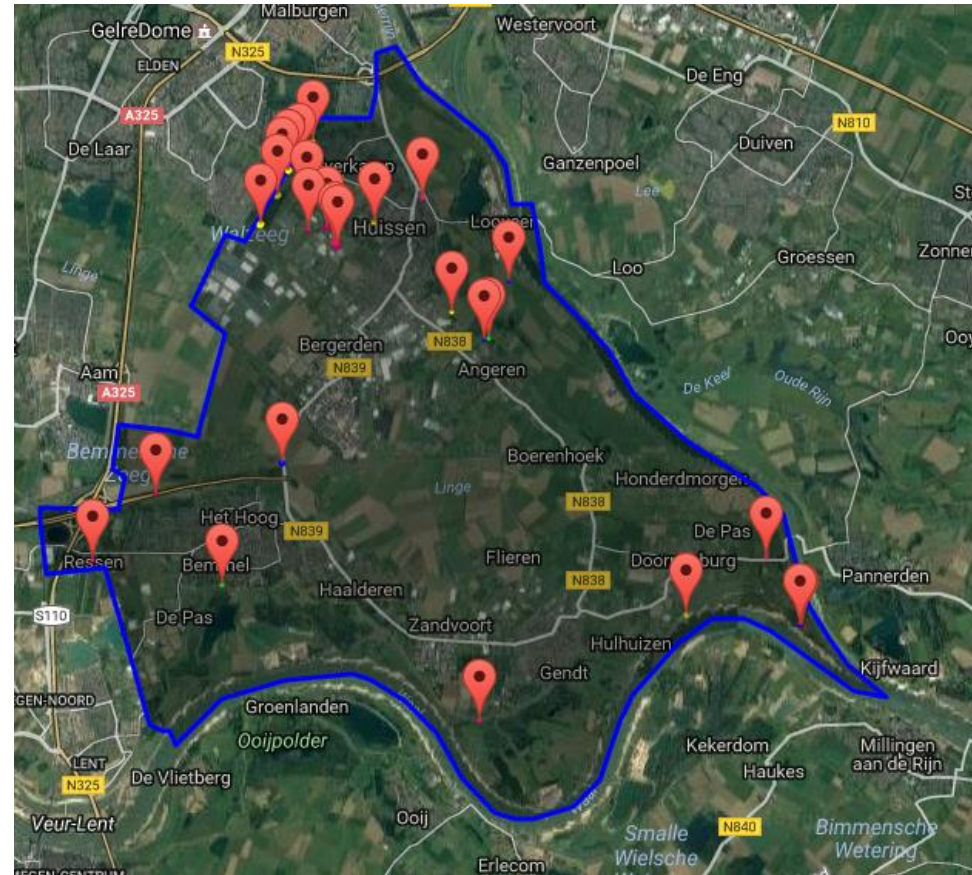 Malburgen
GelreDome
Westervoort
N325
ELDEN
De Eng
A325
N810
De Laar
Duiven
Ganzenpoel
Lee
Huissen
Loo
Groessen
Linge
Bergerden
N838
N839
Angeren
De Keel
Oude Rijn
Aam
A325
Boerenhoek
Honderdmorgen
Linge
N838
Het Hoog
N839
De Pas
Ressen
Bemmel
Flieren
N838
Pannerden
Haalderen
S110
De Pas
Zandvoort
Hulhuizen
Gendt
Kijfwaard
Groenlanden
Ooijpolder
Kekerdom
Millingen
aan de Rijn
LENT
De Vlietberg
Haukes
N325
Ooij
Veur-Lent
N840
Smalle
Wielsche
Bimmensche
Wetering
Erlecom